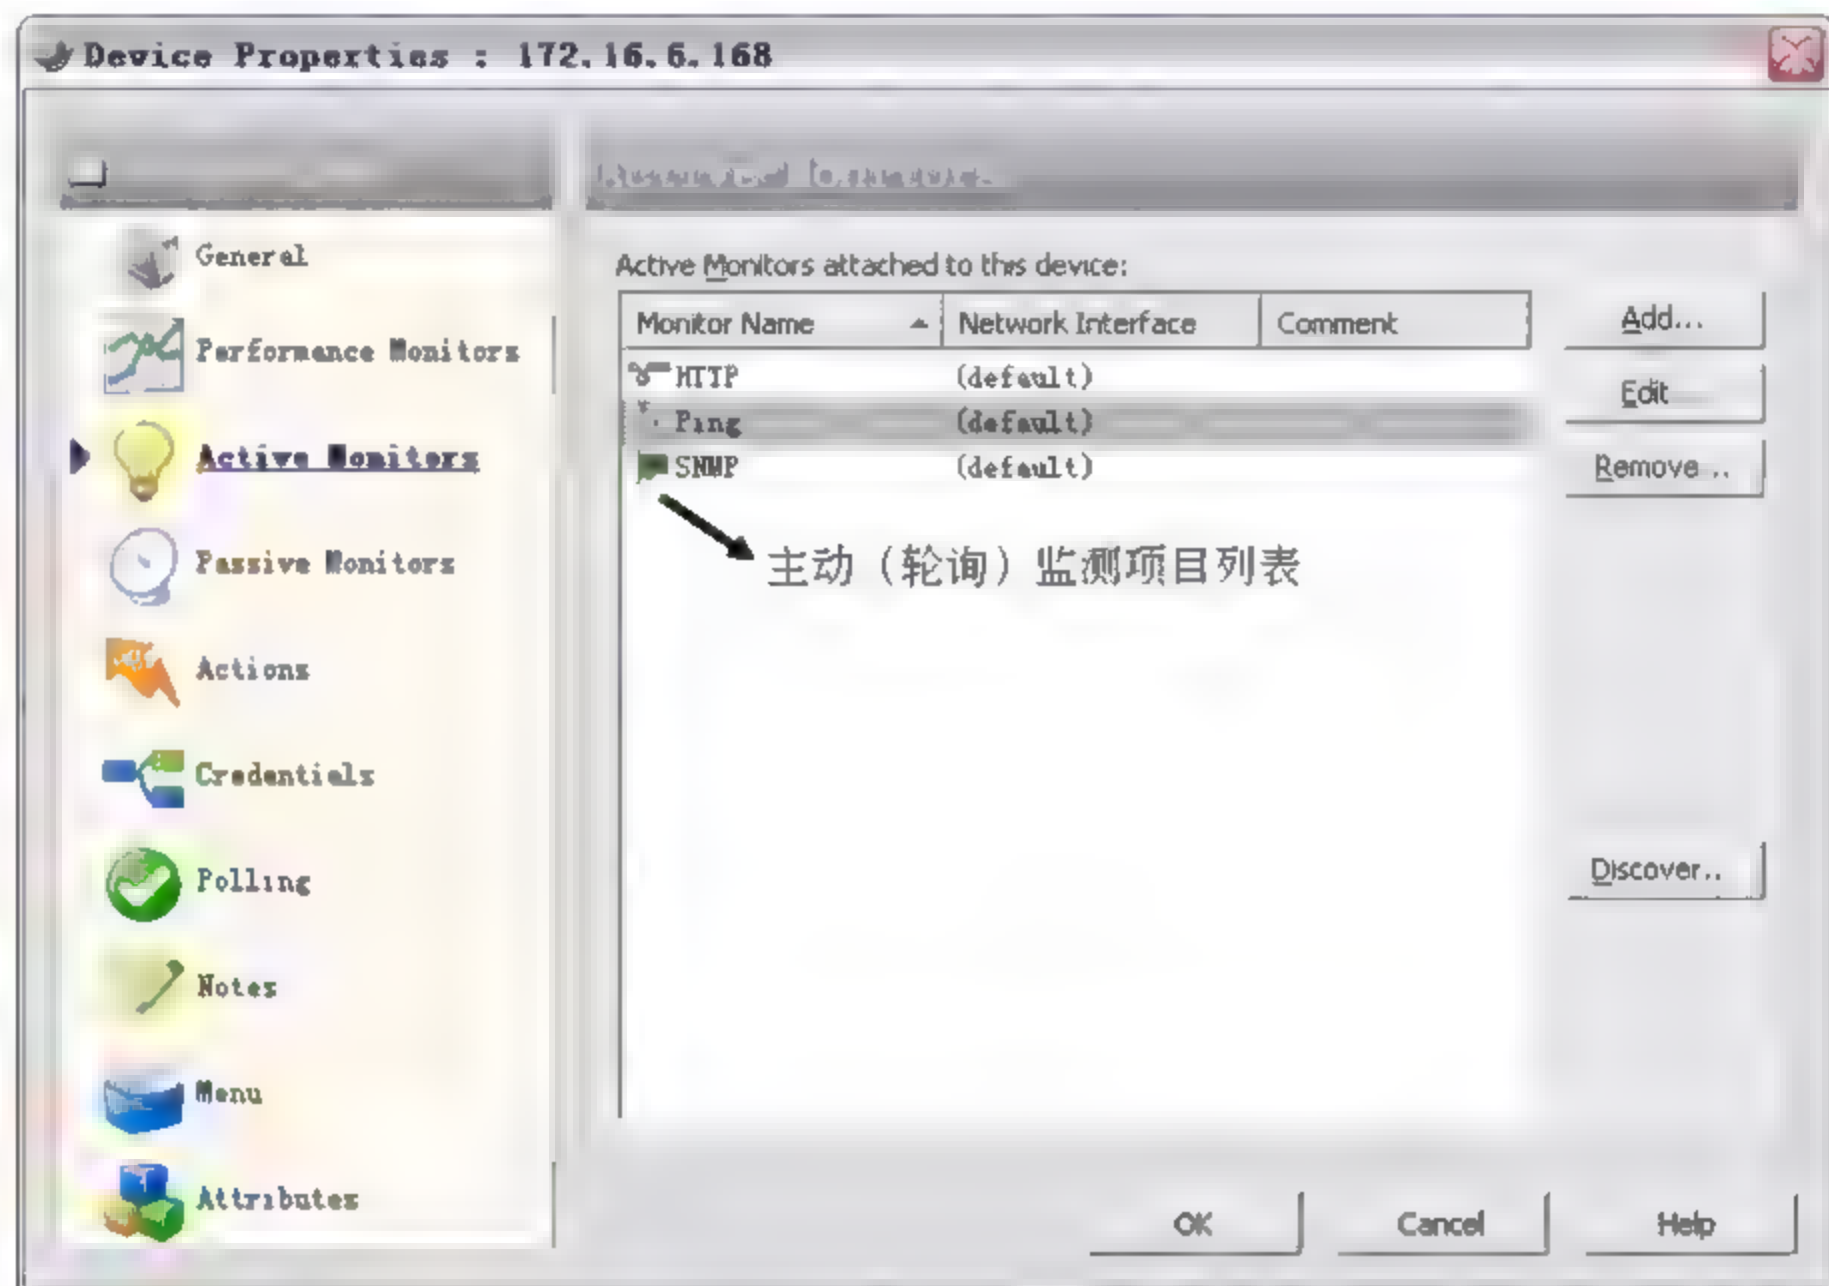 Device Properties : 172.16.6.168
General
Performance Monitors
Active Monitors
Passive Monitors
Actions
Credentials
Polling
Notes
Menu
Attributes
Active Monitors attached to this device:
Monitor Name Network Interface Comment
HTTP (default)
Ping (default)
SNMP (default)
主动（轮询）监测项目列表
Add...
Edit
Remove..
Discover..
OK Cancel Help